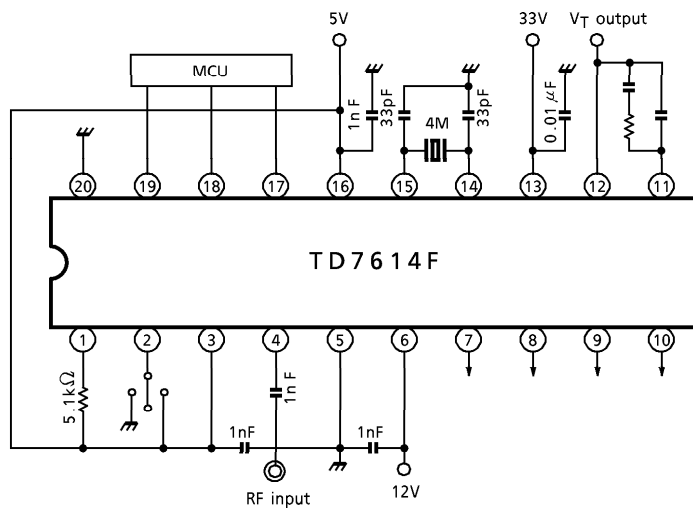 5V
33V
V_T output
MCU
1nF
33pF
4M
33pF
0.01μF
20
19
18
17
16
15
14
13
12
11
TD7614F
1
2
3
4
5
6
7
8
9
10
5.1kΩ
1nF
1nF
1nF
RF input
12V